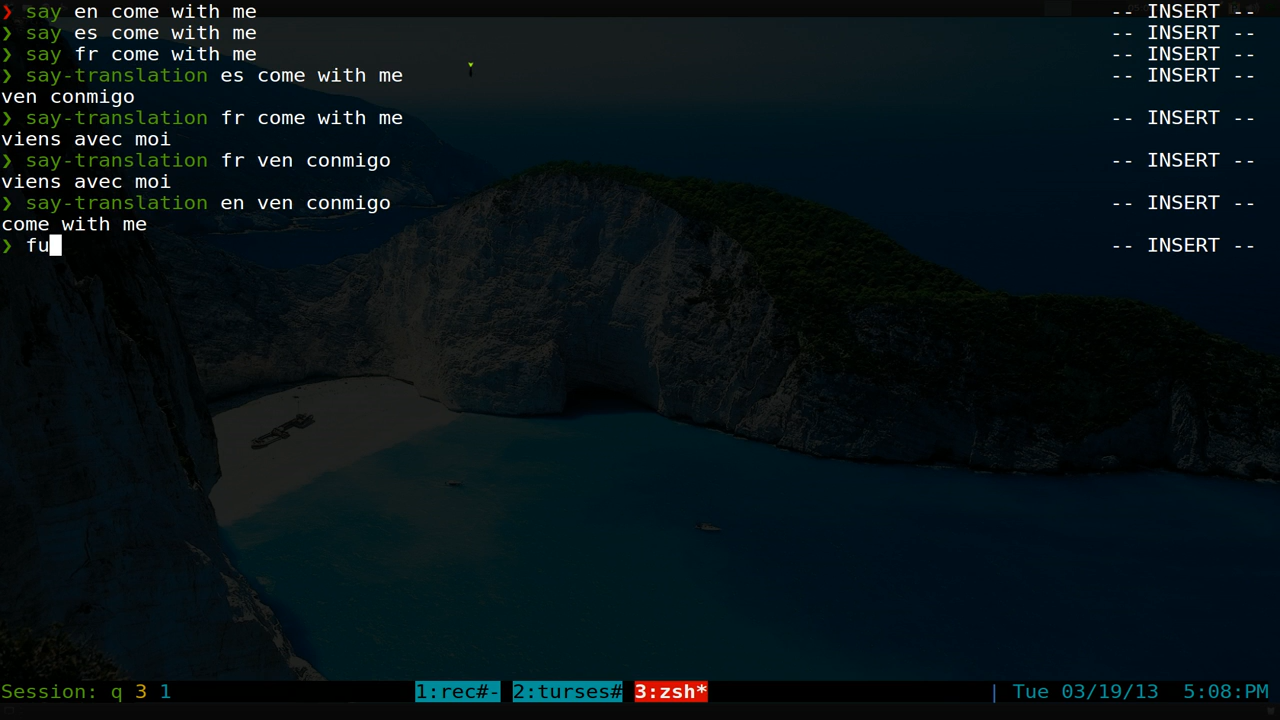 ❯ say en come with me -- INSERT --
❯ say es come with me -- INSERT --
❯ say fr come with me -- INSERT --
❯ say-translation es come with me -- INSERT --
ven conmigo
❯ say-translation fr come with me -- INSERT --
viens avec moi
❯ say-translation fr ven conmigo -- INSERT --
viens avec moi
❯ say-translation en ven conmigo -- INSERT --
come with me
❯ fu -- INSERT --
Session: q 3 1 1:rec#- 2:turses# 3:zsh* | Tue 03/19/13 5:08:PM